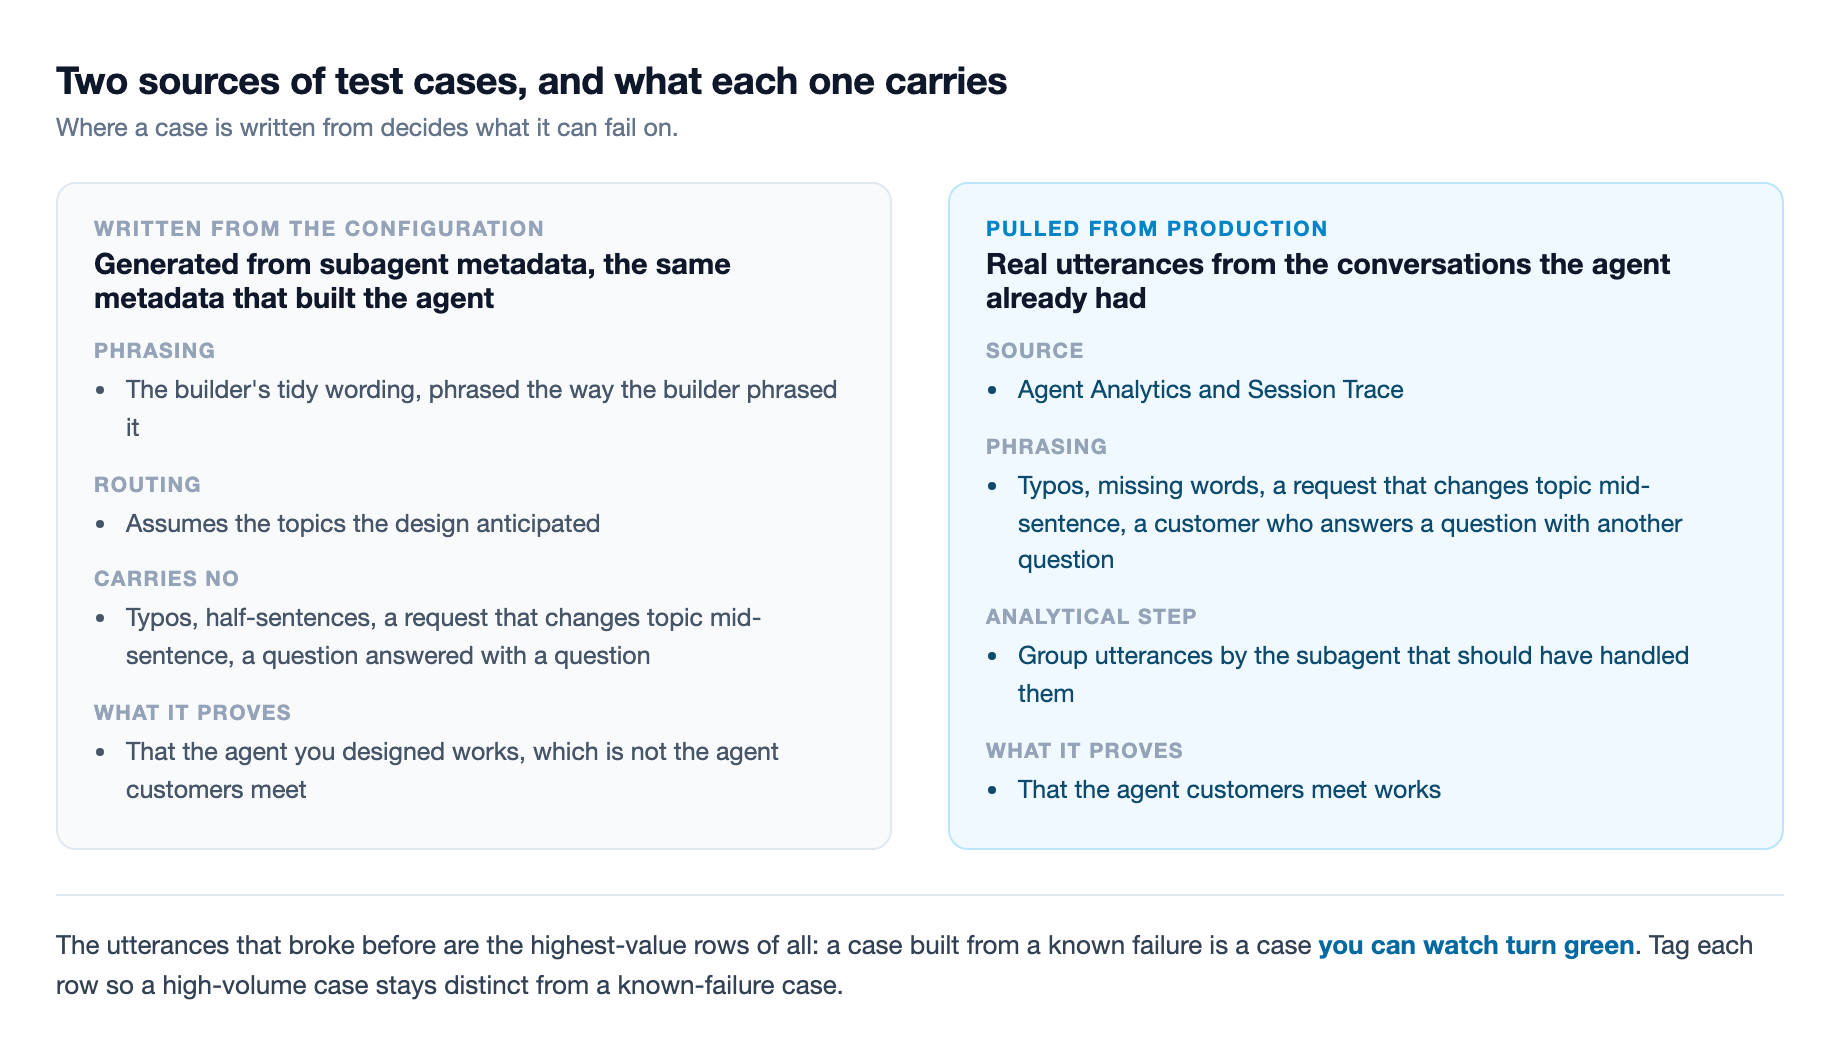 Two sources of test cases, and what each one carries
Where a case is written from decides what it can fail on.
WRITTEN FROM THE CONFIGURATION
Generated from subagent metadata, the same
metadata that built the agent
PHRASING
• The builder's tidy wording, phrased the way the builder phrased
it
ROUTING
• Assumes the topics the design anticipated
CARRIES NO
• Typos, half-sentences, a request that changes topic mid-
sentence, a question answered with a question
WHAT IT PROVES
• That the agent you designed works, which is not the agent
customers meet
PULLED FROM PRODUCTION
Real utterances from the conversations the agent
already had
SOURCE
• Agent Analytics and Session Trace
PHRASING
• Typos, missing words, a request that changes topic mid-
sentence, a customer who answers a question with another
question
ANALYTICAL STEP
• Group utterances by the subagent that should have handled
them
WHAT IT PROVES
• That the agent customers meet works
The utterances that broke before are the highest-value rows of all: a case built from a known failure is a case you can watch turn green. Tag each
row so a high-volume case stays distinct from a known-failure case.